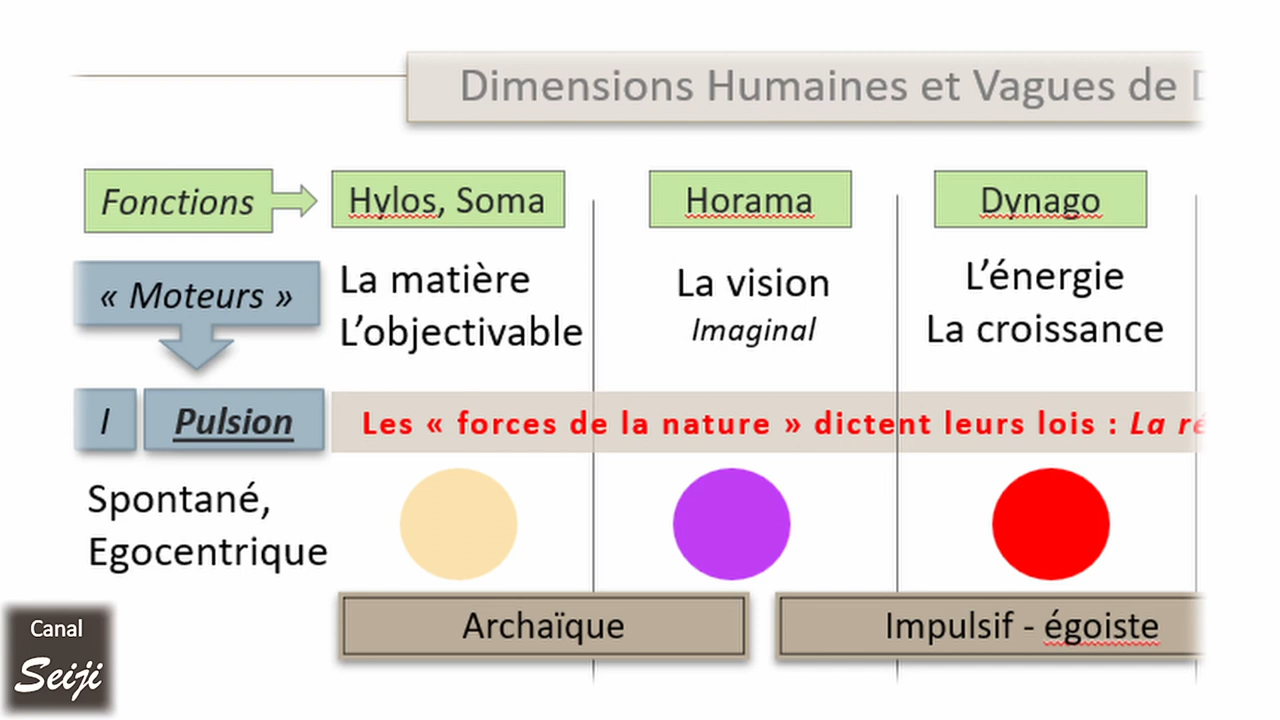 Dimensions Humaines et Vagues de
Fonctions
Hylos, Soma
Horama
Dynago
« Moteurs »
La matière
L'objectivable
La vision
Imaginal
L'énergie
La croissance
I
Pulsion
Les « forces de la nature » dictent leurs lois : La
Spontané,
Egocentrique
Archaïque
Impulsif - égoiste
Canal
Seiji